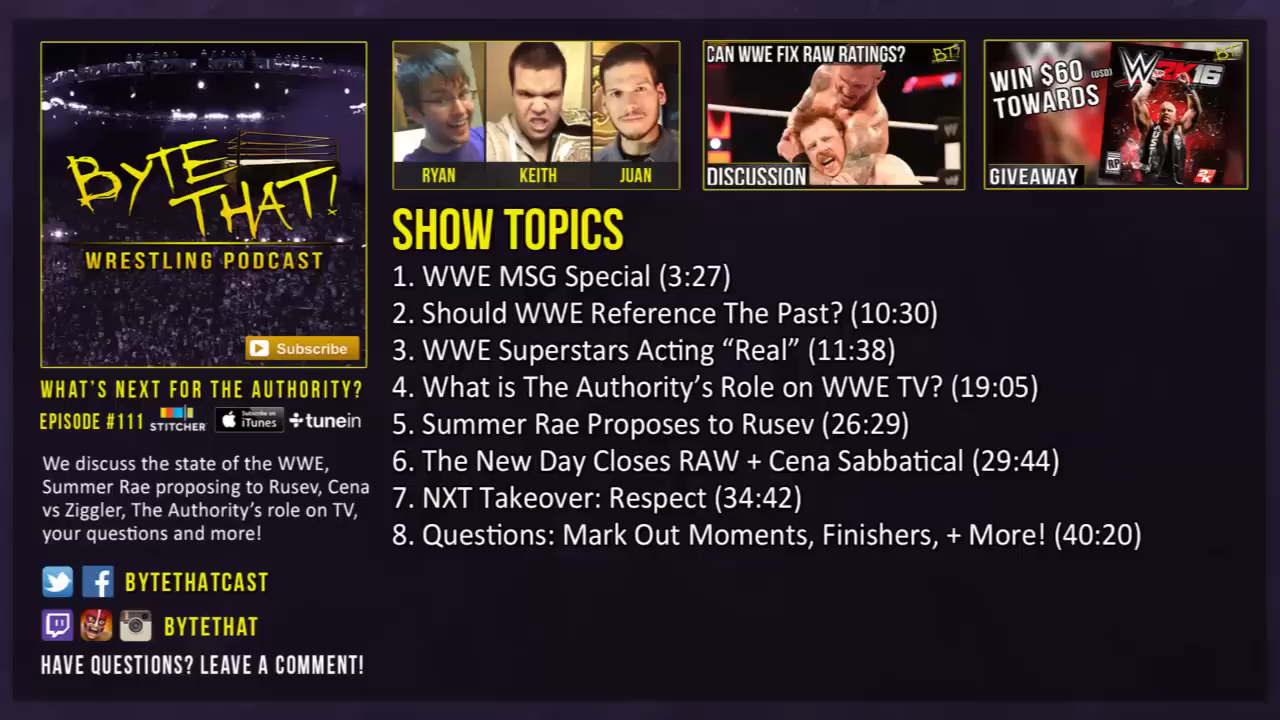 BYTE
THAT!
WRESTLING PODCAST
Subscribe
WHAT'S NEXT FOR THE AUTHORITY?
EPISODE #111 STITCHER Subscribe on iTunes tunein
We discuss the state of the WWE,
Summer Rae proposing to Rusev, Cena
vs Ziggler, The Authority's role on TV,
your questions and more!
BYTETHATCAST
BYTETHAT
HAVE QUESTIONS? LEAVE A COMMENT!
RYAN KEITH JUAN
CAN WWE FIX RAW RATINGS? BT!
DISCUSSION
WIN $60 (USD)
TOWARDS
W 2K16
BT!
RP
2K
GIVEAWAY
SHOW TOPICS
1. WWE MSG Special (3:27)
2. Should WWE Reference The Past? (10:30)
3. WWE Superstars Acting “Real” (11:38)
4. What is The Authority's Role on WWE TV? (19:05)
5. Summer Rae Proposes to Rusev (26:29)
6. The New Day Closes RAW + Cena Sabbatical (29:44)
7. NXT Takeover: Respect (34:42)
8. Questions: Mark Out Moments, Finishers, + More! (40:20)